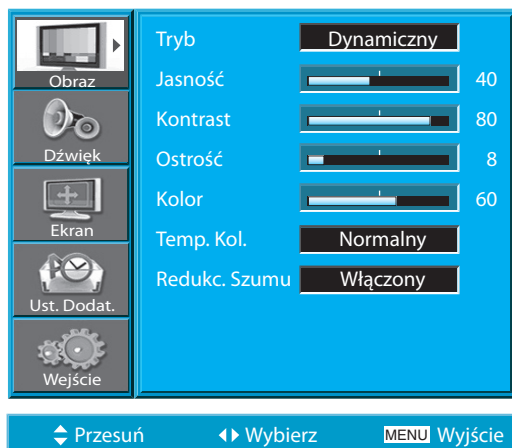 Obraz
Dźwięk
Ekran
Ust. Dodat.
Wejście
Tryb Dynamiczny
Jasność 40
Kontrast 80
Ostrość 8
Kolor 60
Temp. Kol. Normalny
Redukc. Szumu Włączony
Przesuń Wybierz MENU Wyjście